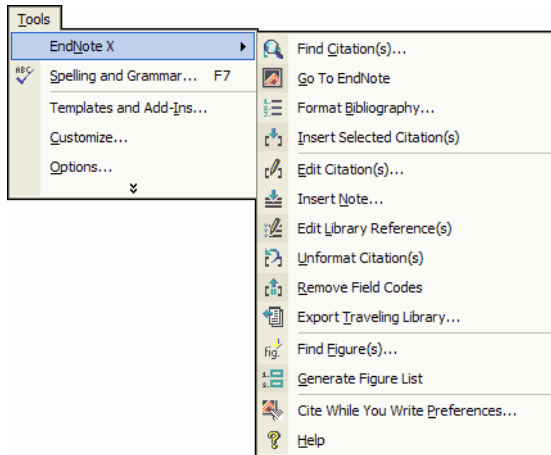 Tools
EndNote X
ABC
Spelling and Grammar... F7
Templates and Add-Ins...
Customize...
Options...
Find Citation(s)...
Go To EndNote
Format Bibliography...
Insert Selected Citation(s)
Edit Citation(s)...
Insert Note...
Edit Library Reference(s)
Unformat Citation(s)
Remove Field Codes
Export Traveling Library...
fig.
Find Figure(s)...
Generate Figure List
Cite While You Write Preferences...
Help